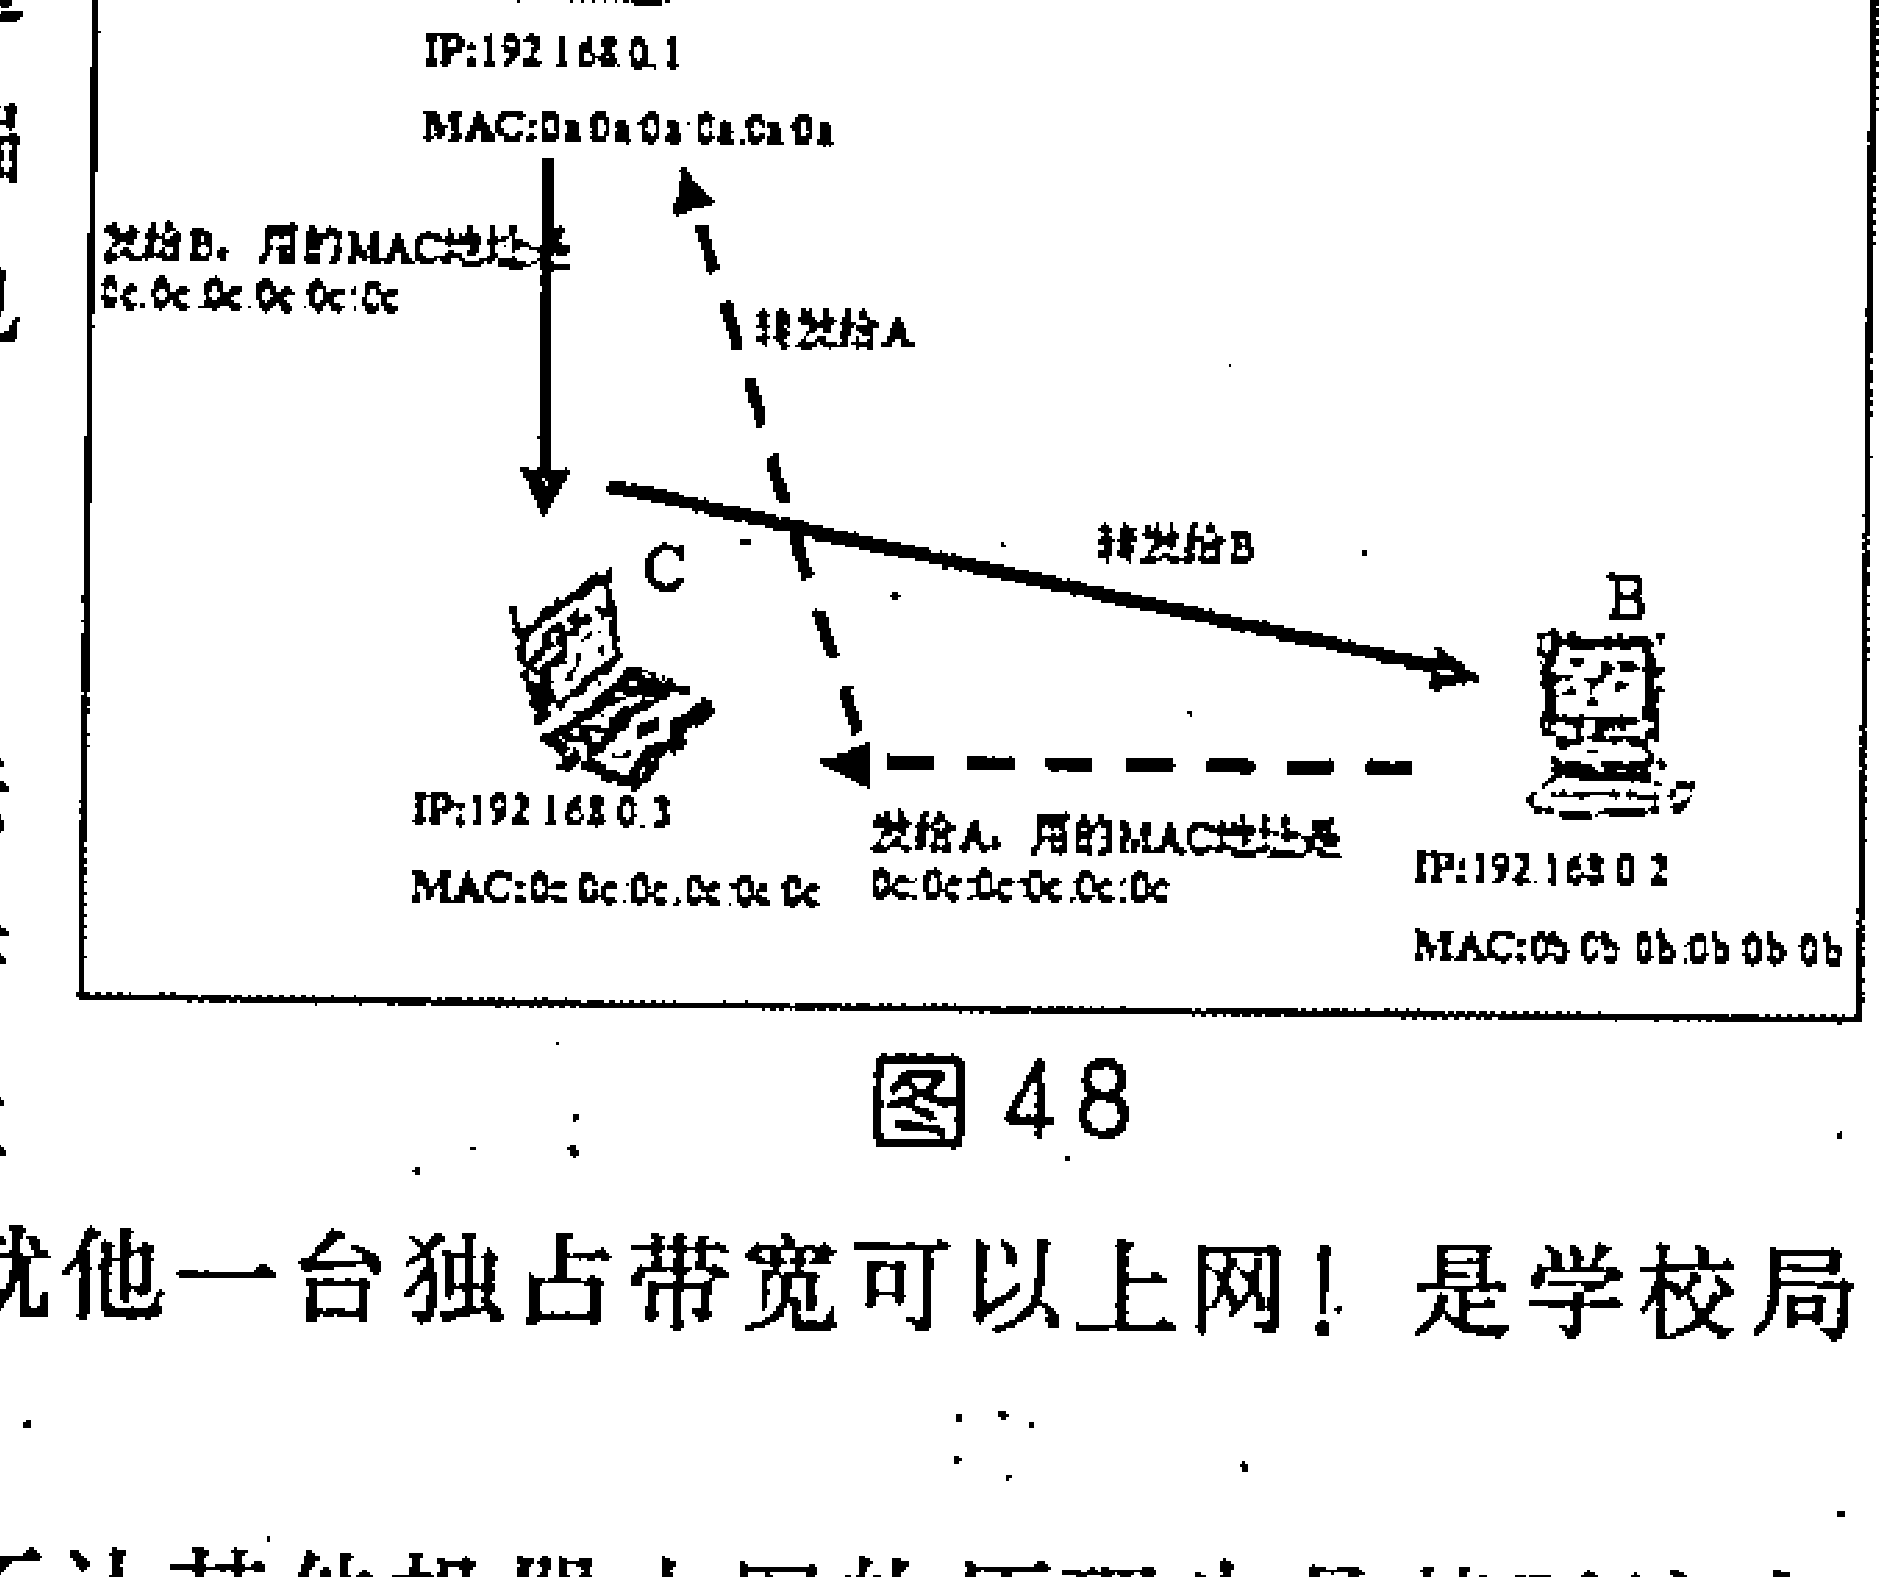 IP:192 168 0.1
MAC:0a 0a 0a 0a.0a 0a
发给B，用的MAC地址是
0c.0c.0c.0c 0c:0c
转发给A
转发给B
C
B
IP:192 168 0.3
发给A，用的MAC地址是
IP:192.168 0 2
MAC:0c 0c:0c.0c 0c 0c
0c:0c:0c 0c.0c:0c
MAC:0b 0b 0b.0b 0b 0b
图 48
他一台独占带宽可以上网！是学校局